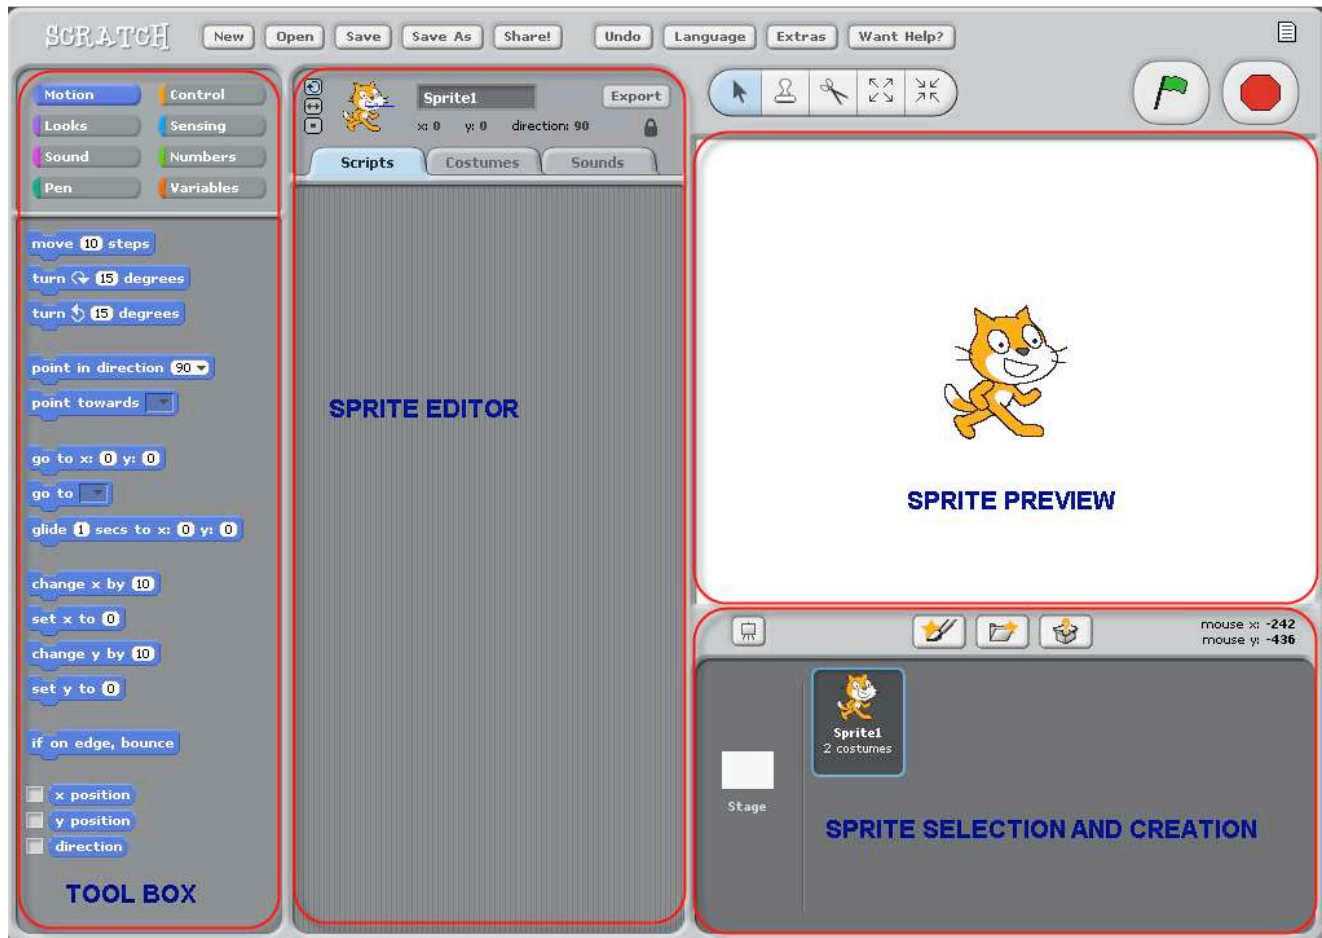 SCRATCH New Open Save Save As Share! Undo Language Extras Want Help?
Motion Control
Looks Sensing
Sound Numbers
Pen Variables
move 10 steps
turn 15 degrees
turn 15 degrees
point in direction 90
point towards
go to x: 0 y: 0
go to
glide 1 secs to x: 0 y: 0
change x by 10
set x to 0
change y by 10
set y to 0
if on edge, bounce
x position
y position
direction
TOOL BOX
Sprite1 Export
x: 0 y: 0 direction: 90
Scripts Costumes Sounds
SPRITE EDITOR
SPRITE PREVIEW
mouse x: -242
mouse y: -436
Sprite1
2 costumes
Stage
SPRITE SELECTION AND CREATION